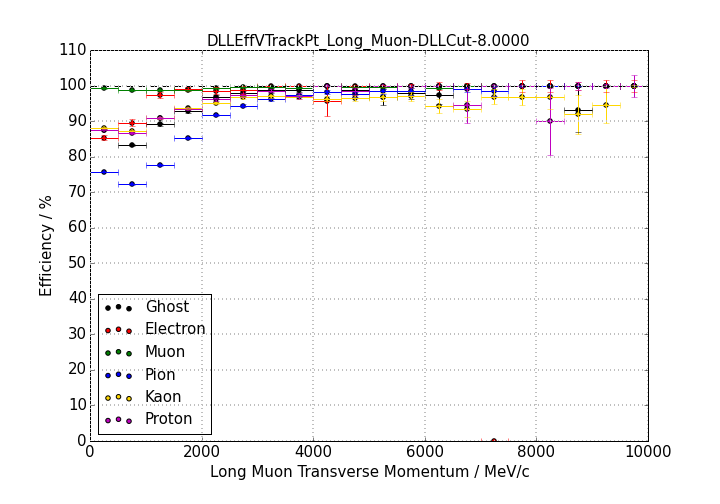 DLLEffVTrackPt_Long_Muon-DLLCut-8.0000
110
100
90
80
70
60
50
40
30
20
10
0
Efficiency / %
Ghost
Electron
Muon
Pion
Kaon
Proton
0 2000 4000 6000 8000 10000
Long Muon Transverse Momentum / MeV/c